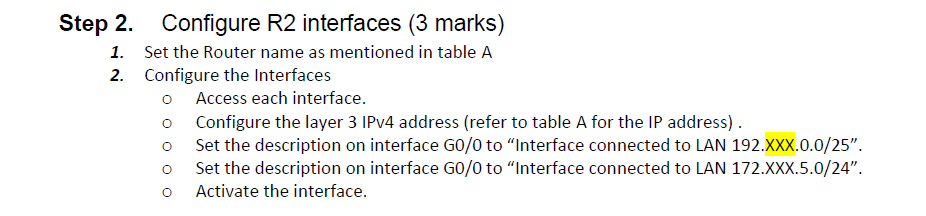 Step 2. Configure R2 interfaces (3 marks)
1. Set the Router name as mentioned in table A
2. Configure the Interfaces
o Access each interface.
o Configure the layer 3 IPv4 address (refer to table A for the IP address) .
o Set the description on interface G0/0 to “Interface connected to LAN 192.XXX.0.0/25”.
o Set the description on interface G0/0 to “Interface connected to LAN 172.XXX.5.0/24”.
o Activate the interface.